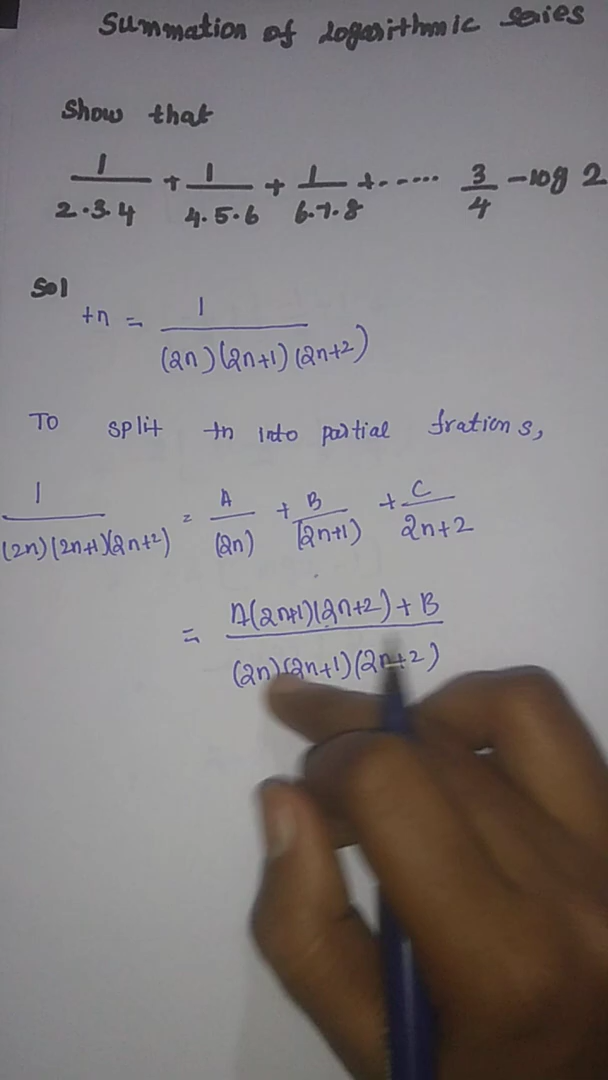 Summation of Logarithmic Series
Show that
1/2·3·4 + 1/4·5·6 + 1/6·7·8 + ...... 3/4 - log 2
Sol
tn = 1/(2n)(2n+1)(2n+2)
To split tn into partial frations,
1/(2n)(2n+1)(2n+2) = A/(2n) + B/(2n+1) + C/2n+2
= A(2n+1)(2n+2) + B/(2n)(2n+1)(2n+2)